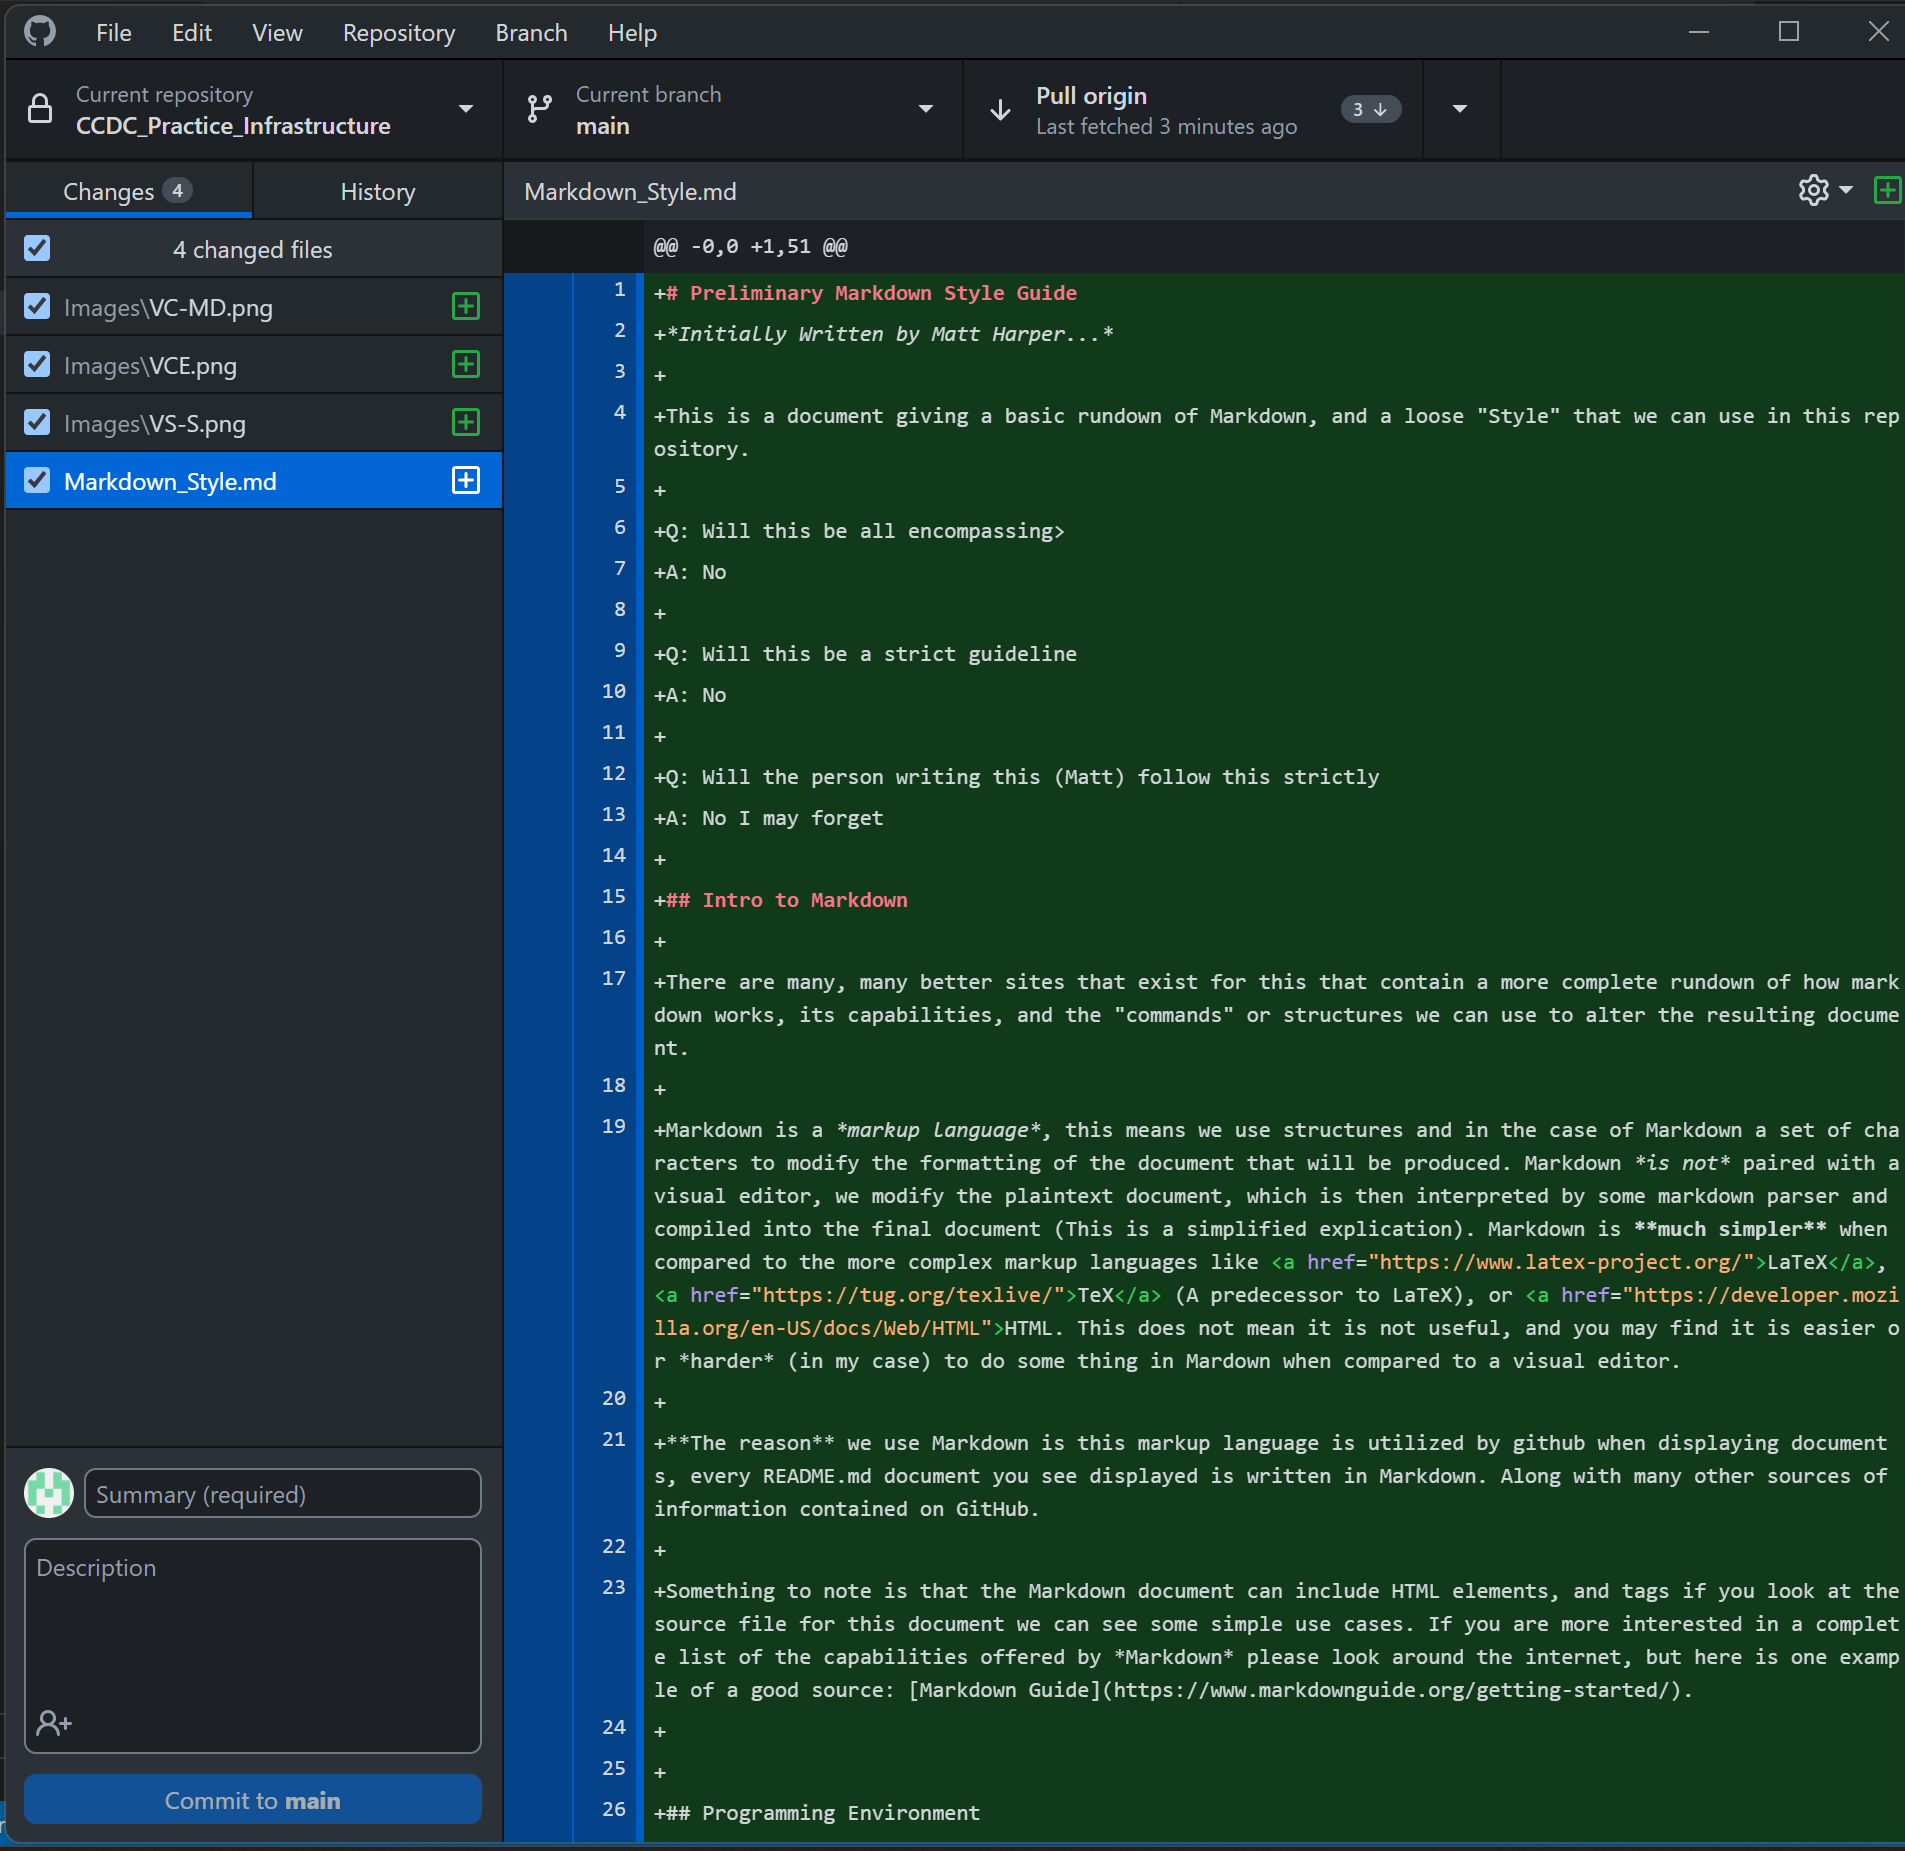 File Edit View Repository Branch Help
Current repository
CCDC_Practice_Infrastructure
Current branch
main
Pull origin
Last fetched 3 minutes ago
3
Changes 4
History
4 changed files
Images\VC-MD.png
Images\VCE.png
Images\VS-S.png
Markdown_Style.md
Summary (required)
Description
Commit to main
Markdown_Style.md
@@ -0,0 +1,51 @@
1 +# Preliminary Markdown Style Guide
2 +*Initially Written by Matt Harper...*
3 +
4 +This is a document giving a basic rundown of Markdown, and a loose "Style" that we can use in this rep
ository.
5 +
6 +Q: Will this be all encompassing>
7 +A: No
8 +
9 +Q: Will this be a strict guideline
10 +A: No
11 +
12 +Q: Will the person writing this (Matt) follow this strictly
13 +A: No I may forget
14 +
15 +## Intro to Markdown
16 +
17 +There are many, many better sites that exist for this that contain a more complete rundown of how mark
down works, its capabilities, and the "commands" or structures we can use to alter the resulting docume
nt.
18 +
19 +Markdown is a *markup language*, this means we use structures and in the case of Markdown a set of cha
racters to modify the formatting of the document that will be produced. Markdown *is not* paired with a
visual editor, we modify the plaintext document, which is then interpreted by some markdown parser and
compiled into the final document (This is a simplified explication). Markdown is **much simpler** when
compared to the more complex markup languages like <a href="https://www.latex-project.org/">LaTeX</a>,
<a href="https://tug.org/texlive/">TeX</a> (A predecessor to LaTeX), or <a href="https://developer.mozi
lla.org/en-US/docs/Web/HTML">HTML. This does not mean it is not useful, and you may find it is easier o
r *harder* (in my case) to do some thing in Mardown when compared to a visual editor.
20 +
21 +**The reason** we use Markdown is this markup language is utilized by github when displaying document
s, every README.md document you see displayed is written in Markdown. Along with many other sources of
information contained on GitHub.
22 +
23 +Something to note is that the Markdown document can include HTML elements, and tags if you look at the
source file for this document we can see some simple use cases. If you are more interested in a complet
e list of the capabilities offered by *Markdown* please look around the internet, but here is one examp
le of a good source: [Markdown Guide](https://www.markdownguide.org/getting-started/).
24 +
25 +
26 +## Programming Environment